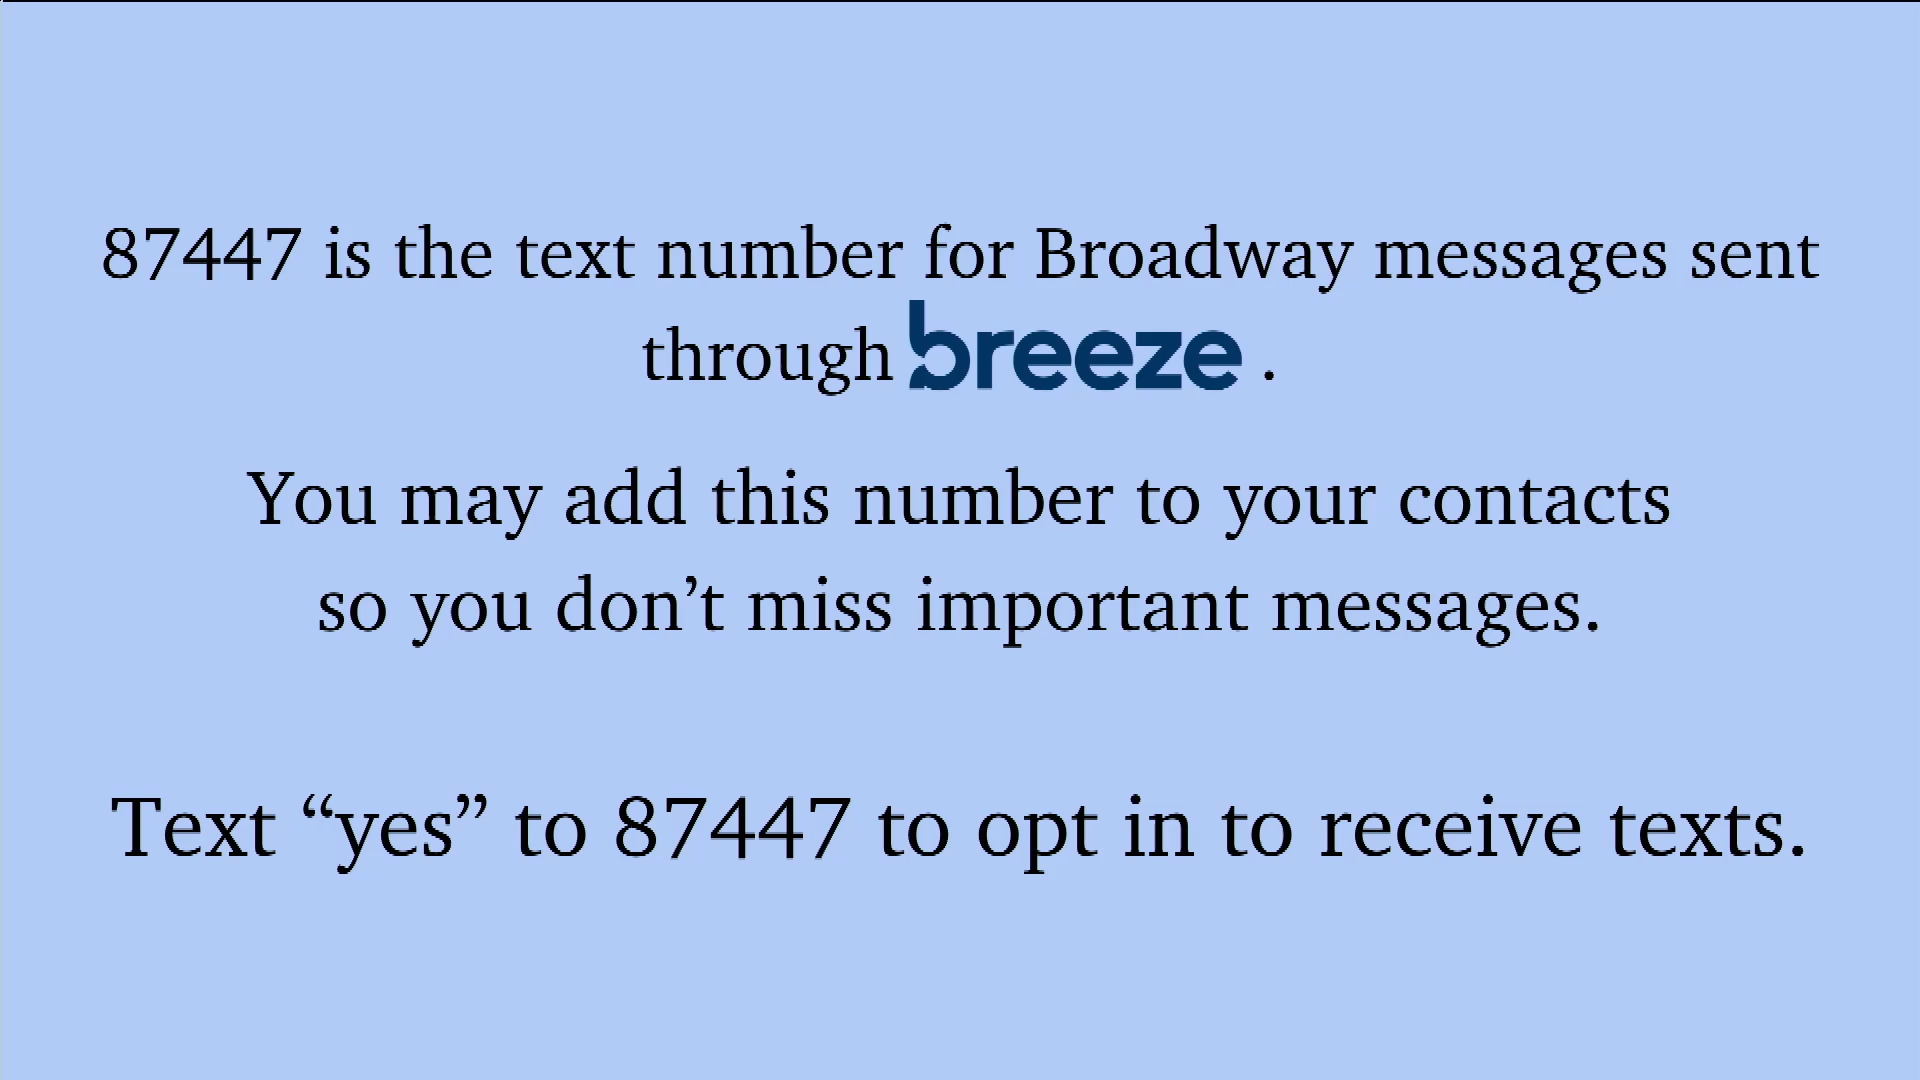 87447 is the text number for Broadway messages sent
through breeze .
You may add this number to your contacts
so you don’t miss important messages.
Text “yes” to 87447 to opt in to receive texts.